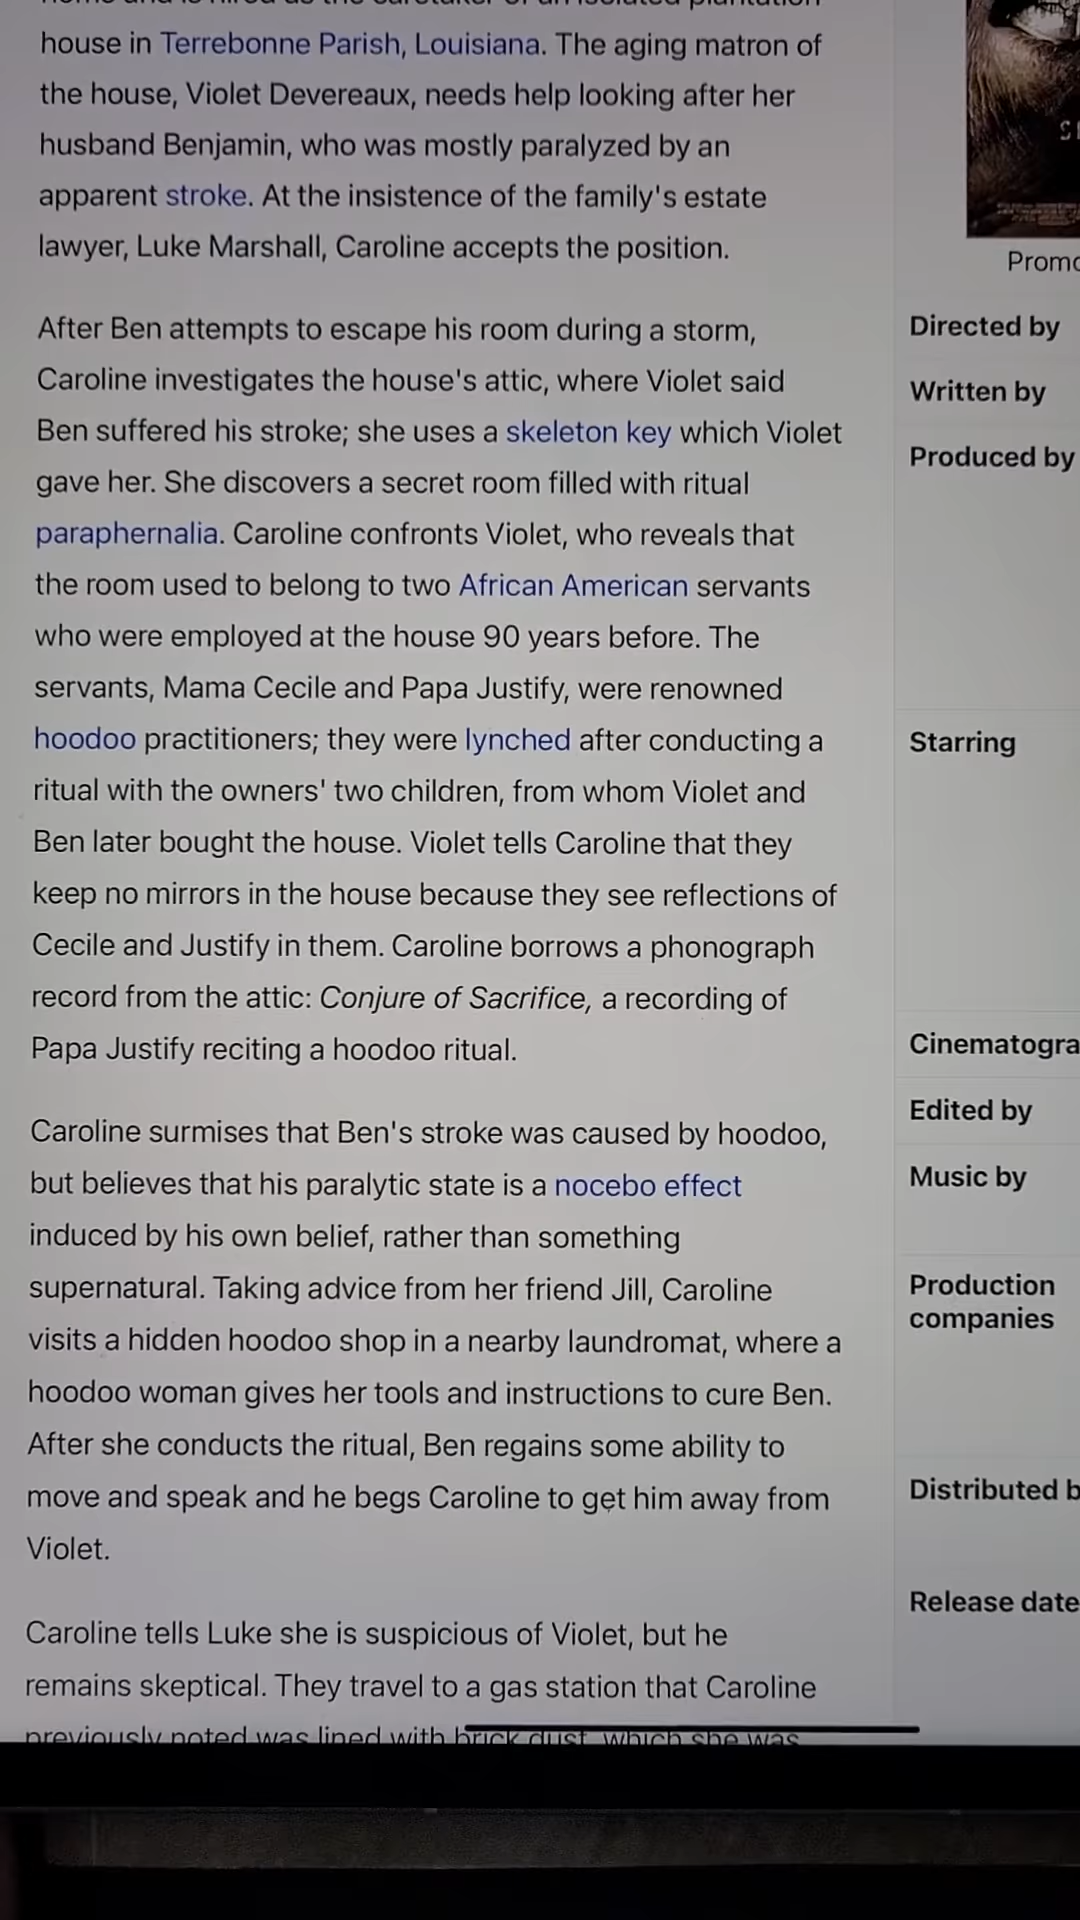 house in Terrebonne Parish, Louisiana. The aging matron of
the house, Violet Devereaux, needs help looking after her
husband Benjamin, who was mostly paralyzed by an
apparent stroke. At the insistence of the family's estate
lawyer, Luke Marshall, Caroline accepts the position.
After Ben attempts to escape his room during a storm,
Caroline investigates the house's attic, where Violet said
Ben suffered his stroke; she uses a skeleton key which Violet
gave her. She discovers a secret room filled with ritual
paraphernalia. Caroline confronts Violet, who reveals that
the room used to belong to two African American servants
who were employed at the house 90 years before. The
servants, Mama Cecile and Papa Justify, were renowned
hoodoo practitioners; they were lynched after conducting a
ritual with the owners' two children, from whom Violet and
Ben later bought the house. Violet tells Caroline that they
keep no mirrors in the house because they see reflections of
Cecile and Justify in them. Caroline borrows a phonograph
record from the attic: Conjure of Sacrifice, a recording of
Papa Justify reciting a hoodoo ritual.
Caroline surmises that Ben's stroke was caused by hoodoo,
but believes that his paralytic state is a nocebo effect
induced by his own belief, rather than something
supernatural. Taking advice from her friend Jill, Caroline
visits a hidden hoodoo shop in a nearby laundromat, where a
hoodoo woman gives her tools and instructions to cure Ben.
After she conducts the ritual, Ben regains some ability to
move and speak and he begs Caroline to get him away from
Violet.
Caroline tells Luke she is suspicious of Violet, but he
remains skeptical. They travel to a gas station that Caroline
previously noted was lined with brick dust, which she was
Promo
Directed by
Written by
Produced by
Starring
Cinematogra
Edited by
Music by
Production
companies
Distributed b
Release date